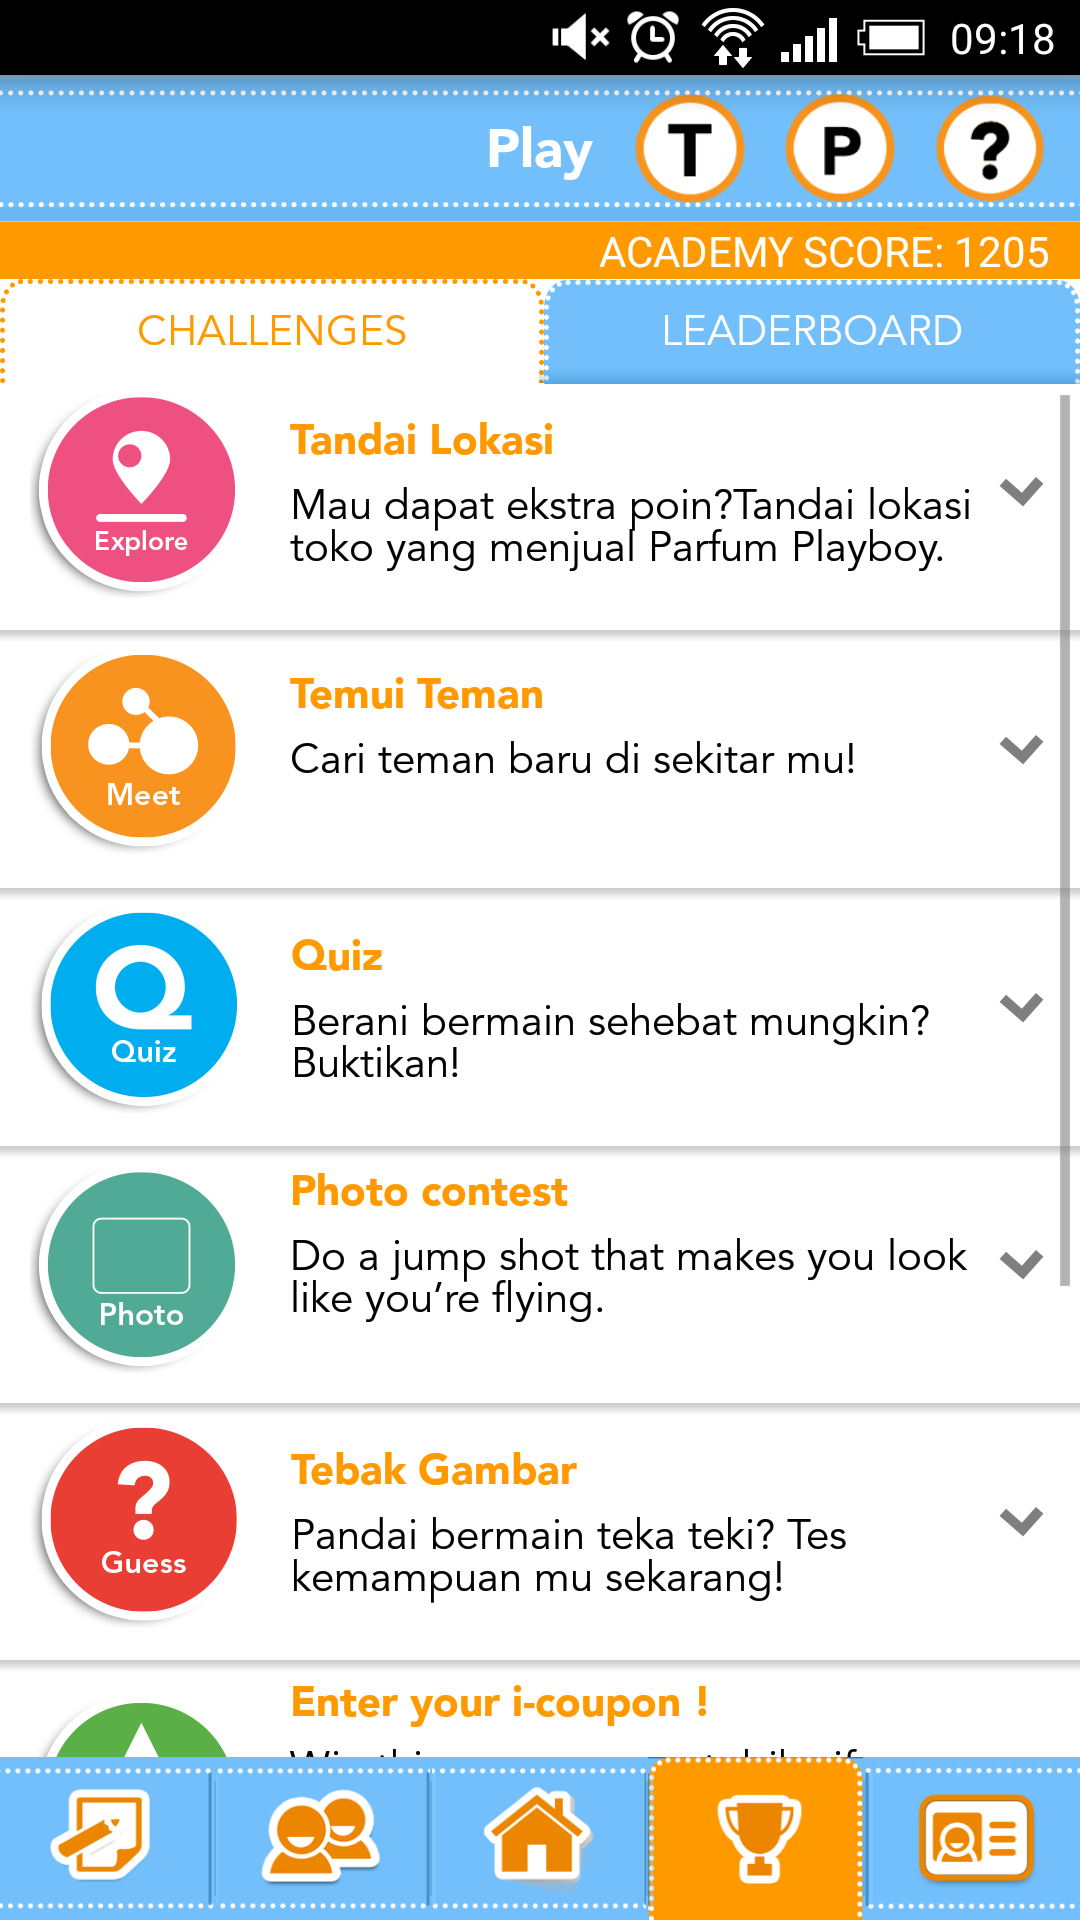 09:18
Play T P ?
ACADEMY SCORE: 1205
CHALLENGES LEADERBOARD
Explore
Tandai Lokasi
Mau dapat ekstra poin?Tandai lokasi
toko yang menjual Parfum Playboy.
Meet
Temui Teman
Cari teman baru di sekitar mu!
Q
Quiz
Quiz
Berani bermain sehebat mungkin?
Buktikan!
Photo
Photo contest
Do a jump shot that makes you look
like you’re flying.
?
Guess
Tebak Gambar
Pandai bermain teka teki? Tes
kemampuan mu sekarang!
Enter your i-coupon !